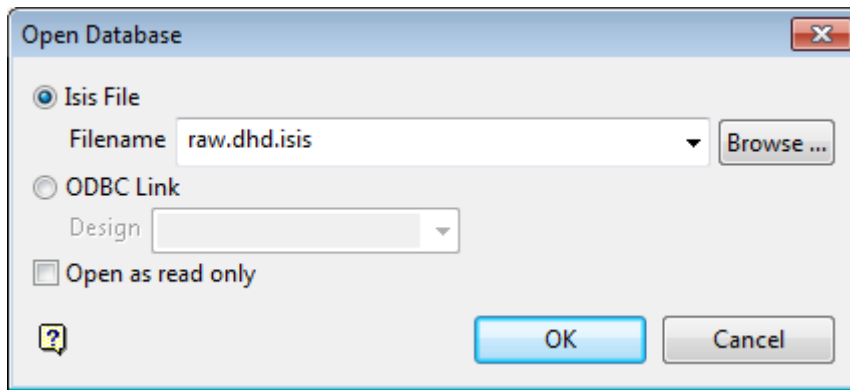 Open Database
Isis File
Filename raw.dhd.isis Browse ...
ODBC Link
Design
Open as read only
OK Cancel